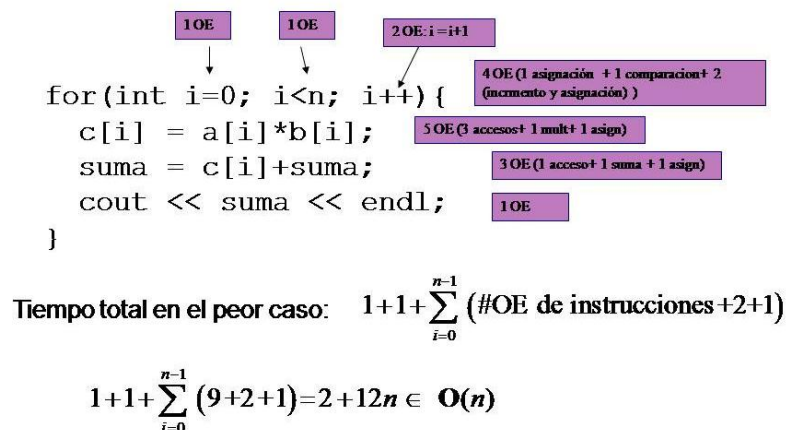 1 OE
1 OE
2 OE: i = i+1
for(int i=0; i<n; i++){
4 OE (1 asignación + 1 comparacion+ 2
(incrmento y asignación) )
c[i] = a[i]*b[i];
5 OE (3 accesos+ 1 mult+ 1 asign)
suma = c[i]+suma;
3 OE (1 acceso+ 1 suma + 1 asign)
cout << suma << endl;
1 OE
}
Tiempo total en el peor caso: 1+1+∑_{i=0}^{n-1} (#OE de instrucciones+2+1)
1+1+∑_{i=0}^{n-1} (9+2+1)=2+12n ∈ O(n)